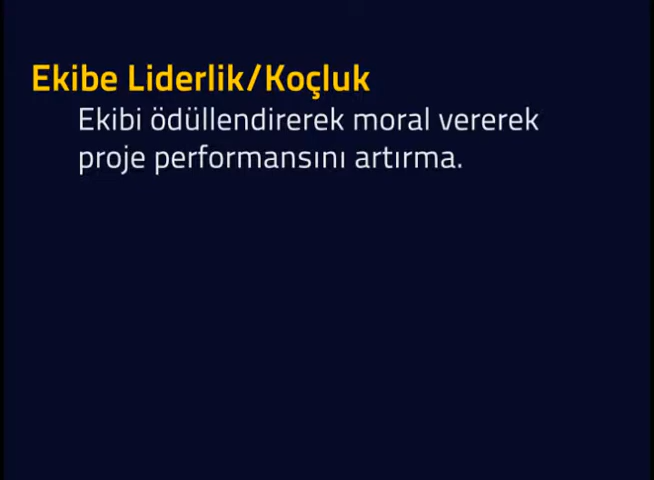 Ekibe Liderlik/Koçluk
Ekibi ödüllendirerek moral vererek
proje performansını artırma.